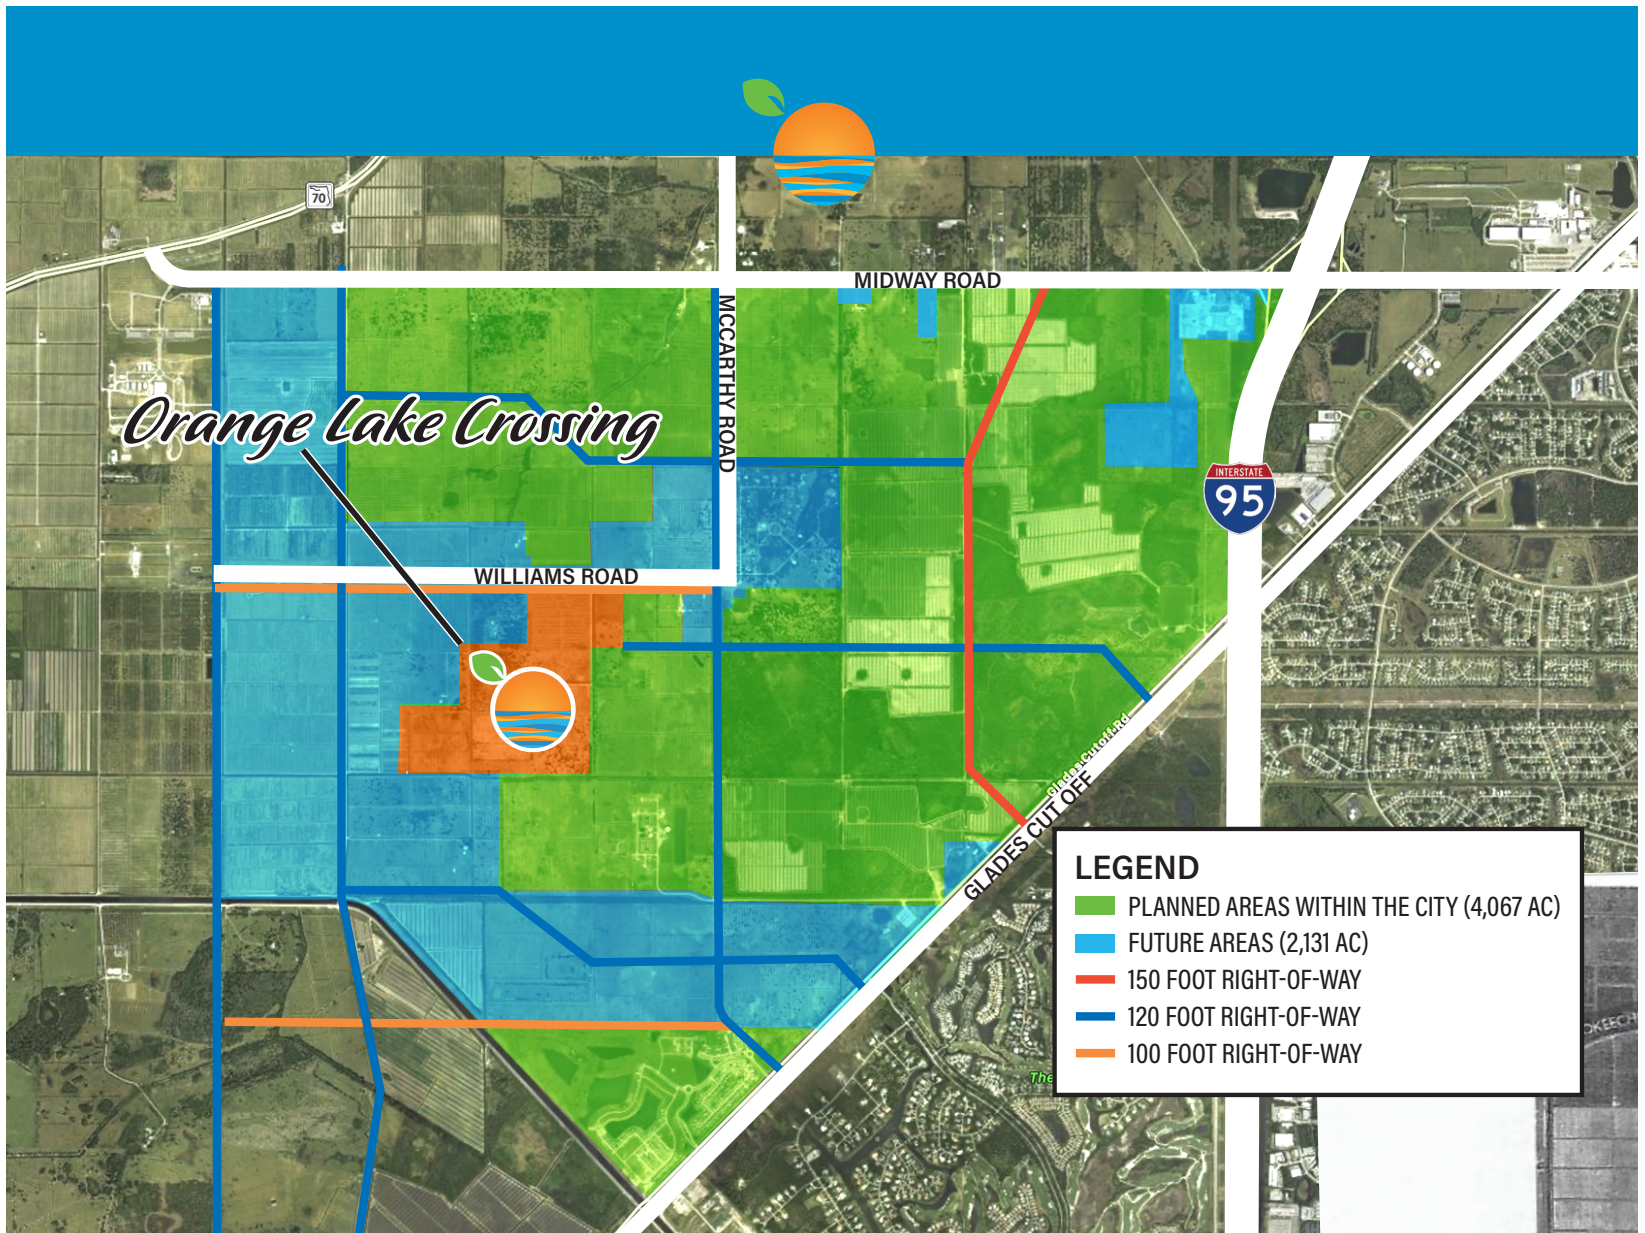 70
MIDWAY ROAD
MCCARTHY ROAD
Orange Lake Crossing
INTERSTATE
95
WILLIAMS ROAD
Glades Cutoff Rd
GLADES CUT OFF
LEGEND
PLANNED AREAS WITHIN THE CITY (4,067 AC)
FUTURE AREAS (2,131 AC)
150 FOOT RIGHT-OF-WAY
120 FOOT RIGHT-OF-WAY
100 FOOT RIGHT-OF-WAY
OKEECH
The